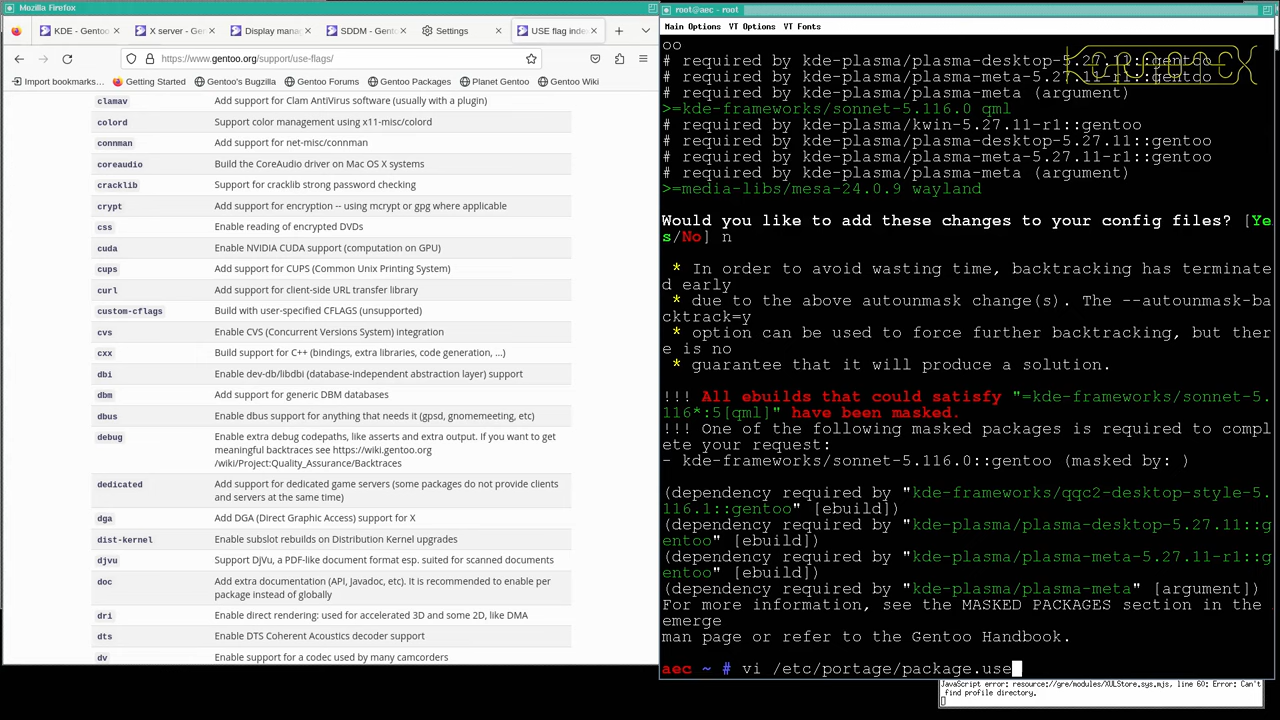 Mozilla Firefox
KDE - Gentoo
X server - Gent
Display mana
SDDM - Gento
Settings
USE flag inde
https://www.gentoo.org/support/use-flags/
Import bookmarks...
Getting Started
Gentoo's Bugzilla
Gentoo Forums
Planet Gentoo
Gentoo Wiki
clamav Add support for Clam AntiVirus software (usually with a plugin)
colord Support color management using x11-misc/colord
connman Add support for net-misc/connman
coreaudio Build the CoreAudio driver on Mac OS X systems
cracklib Support for cracklib strong password checking
crypt Add support for encryption -- using mcrypt or gpg where applicable
css Enable reading of encrypted DVDs
cuda Enable NVIDIA CUDA support (computation on GPU)
cups Add support for CUPS (Common Unix Printing System)
curl Add support for client-side URL transfer library
custom-cflags Build with user-specified CFLAGS (unsupported)
cvs Enable CVS (Concurrent Versions System) integration
cxx Build support for C++ (bindings, extra libraries, code generation, ...)
dbi Enable dev-db/libdbi (database-independent abstraction layer) support
dbm Add support for generic DBM databases
dbus Enable dbus support for anything that needs it (gpsd, gnomemeeting, etc)
debug Enable extra debug codepaths, like asserts and extra output. If you want to get
meaningful backtraces see https://wiki.gentoo.org
/wiki/Project:Quality_Assurance/Backtraces
dedicated Add support for dedicated game servers (some packages do not provide clients
and servers at the same time)
dga Add DGA (Direct Graphic Access) support for X
dist-kernel Enable subslot rebuilds on Distribution Kernel upgrades
djvu Support DjVu, a PDF-like document format esp. suited for scanned documents
doc Add extra documentation (API, Javadoc, etc). It is recommended to enable per
package instead of globally
dri Enable direct rendering: used for accelerated 3D and some 2D, like DMA
dts Enable DTS Coherent Acoustics decoder support
dv Enable support for a codec used by many camcorders
root@aec - root
Main Options VT Options VT Fonts
oo
# required by kde-plasma/plasma-desktop-5.27.11::gentoo
# required by kde-plasma/plasma-meta-5.27.11-r1::gentoo
# required by kde-plasma/plasma-meta (argument)
>=kde-frameworks/sonnet-5.116.0 qml
# required by kde-plasma/kwin-5.27.11-r1::gentoo
# required by kde-plasma/plasma-desktop-5.27.11::gentoo
# required by kde-plasma/plasma-meta-5.27.11-r1::gentoo
# required by kde-plasma/plasma-meta (argument)
>=media-libs/mesa-24.0.9 wayland
Would you like to add these changes to your config files? [Ye
s/No] n
* In order to avoid wasting time, backtracking has terminate
d early
* due to the above autounmask change(s). The --autounmask-ba
cktrack=y
* option can be used to force further backtracking, but ther
e is no
* guarantee that it will produce a solution.
!!! All ebuilds that could satisfy "=kde-frameworks/sonnet-5.
116*:5[qml]" have been masked.
!!! One of the following masked packages is required to compl
ete your request:
- kde-frameworks/sonnet-5.116.0::gentoo (masked by: )
(dependency required by "kde-frameworks/qqc2-desktop-style-5.
116.1::gentoo" [ebuild])
(dependency required by "kde-plasma/plasma-desktop-5.27.11::g
entoo" [ebuild])
(dependency required by "kde-plasma/plasma-meta-5.27.11-r1::g
entoo" [ebuild])
(dependency required by "kde-plasma/plasma-meta" [argument])
For more information, see the MASKED PACKAGES section in the
emerge
man page or refer to the Gentoo Handbook.
aec ~ # vi /etc/portage/package.use
JavaScript error: resource://gre/modules/XULStore.sys.mjs, line 60: Error: Can't
find profile directory.